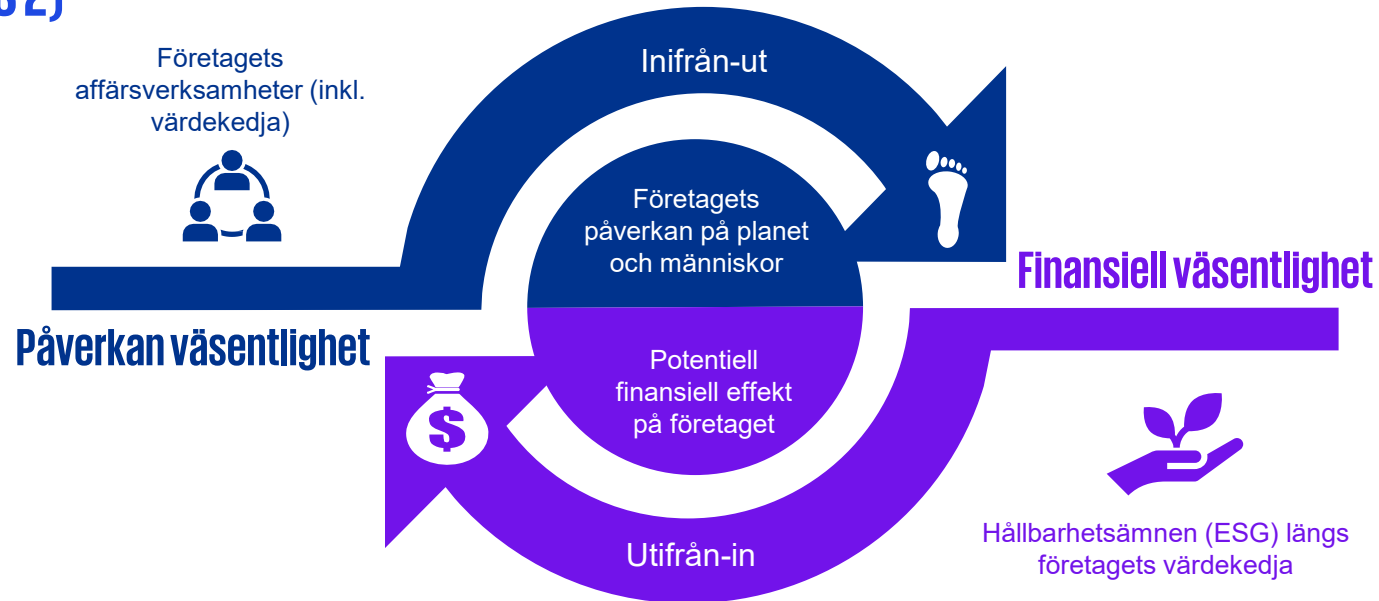 Företagets
affärsverksamheter (inkl.
värdekedja)
Inifrån-ut
Företagets
påverkan på planet
och människor
Finansiell väsentlighet
Påverkan väsentlighet
Potentiell
finansiell effekt
på företaget
$
Utifrån-in
Hållbarhetsämnen (ESG) längs
företagets värdekedja